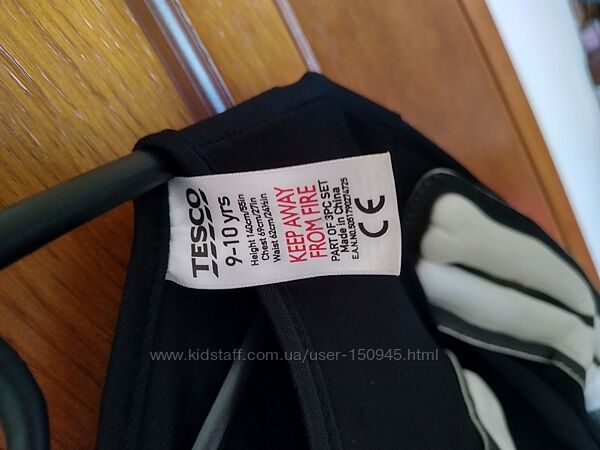 TESCO
9-10 yrs
Height 140cm/55in
Chest 69cm/27in
Waist 62cm/24½in
KEEP AWAY
FROM FIRE
PART OF 3PC SET
Made in China
CE
www.kidstaff.com.ua/user-150945.html